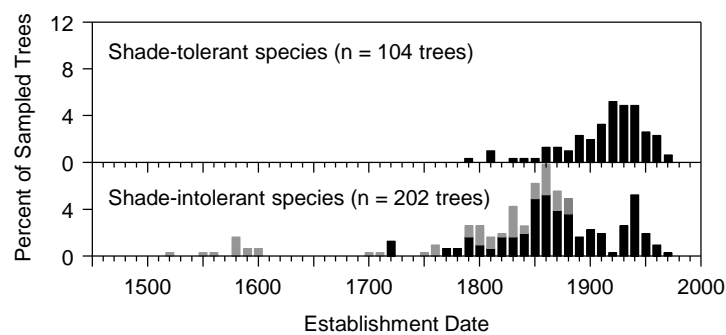 12
Shade-tolerant species (n = 104 trees)
8
4
0
Shade-intolerant species (n = 202 trees)
4
0
Percent of Sampled Trees
1500 1600 1700 1800 1900 2000
Establishment Date